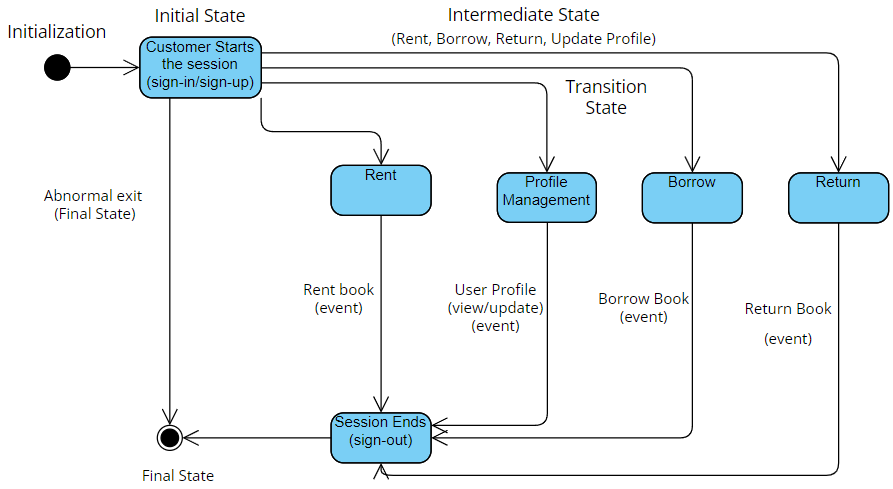 Initialization
Initial State
Intermediate State
(Rent, Borrow, Return, Update Profile)
Customer Starts
the session
(sign-in/sign-up)
Transition
State
Abnormal exit
(Final State)
Rent
Profile
Management
Borrow
Return
Rent book
(event)
User Profile
(view/update)
(event)
Borrow Book
(event)
Return Book
(event)
Session Ends
(sign-out)
Final State